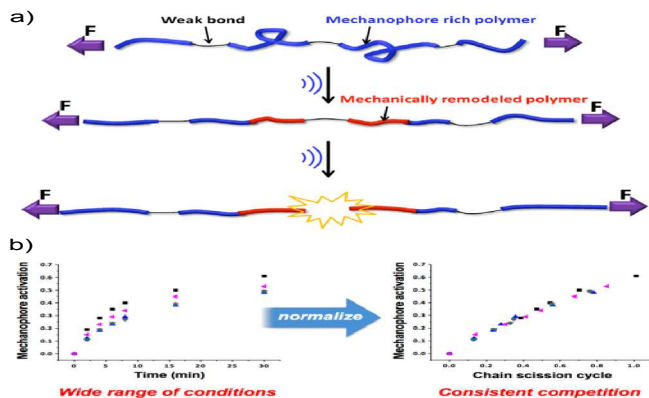 a)
Weak bond
Mechanophore rich polymer
F
F
Mechanically remodeled polymer
F
F
F
F
b)
Mechanophore activation
0.7
0.6
0.5
0.4
0.3
0.2
0.1
0.0
0 5 10 15 20 25 30
Time (min)
Wide range of conditions
normalize
Mechanophore activation
0.7
0.6
0.5
0.4
0.3
0.2
0.1
0.0
0.0 0.2 0.4 0.6 0.8 1.0
Chain scission cycle
Consistent competition